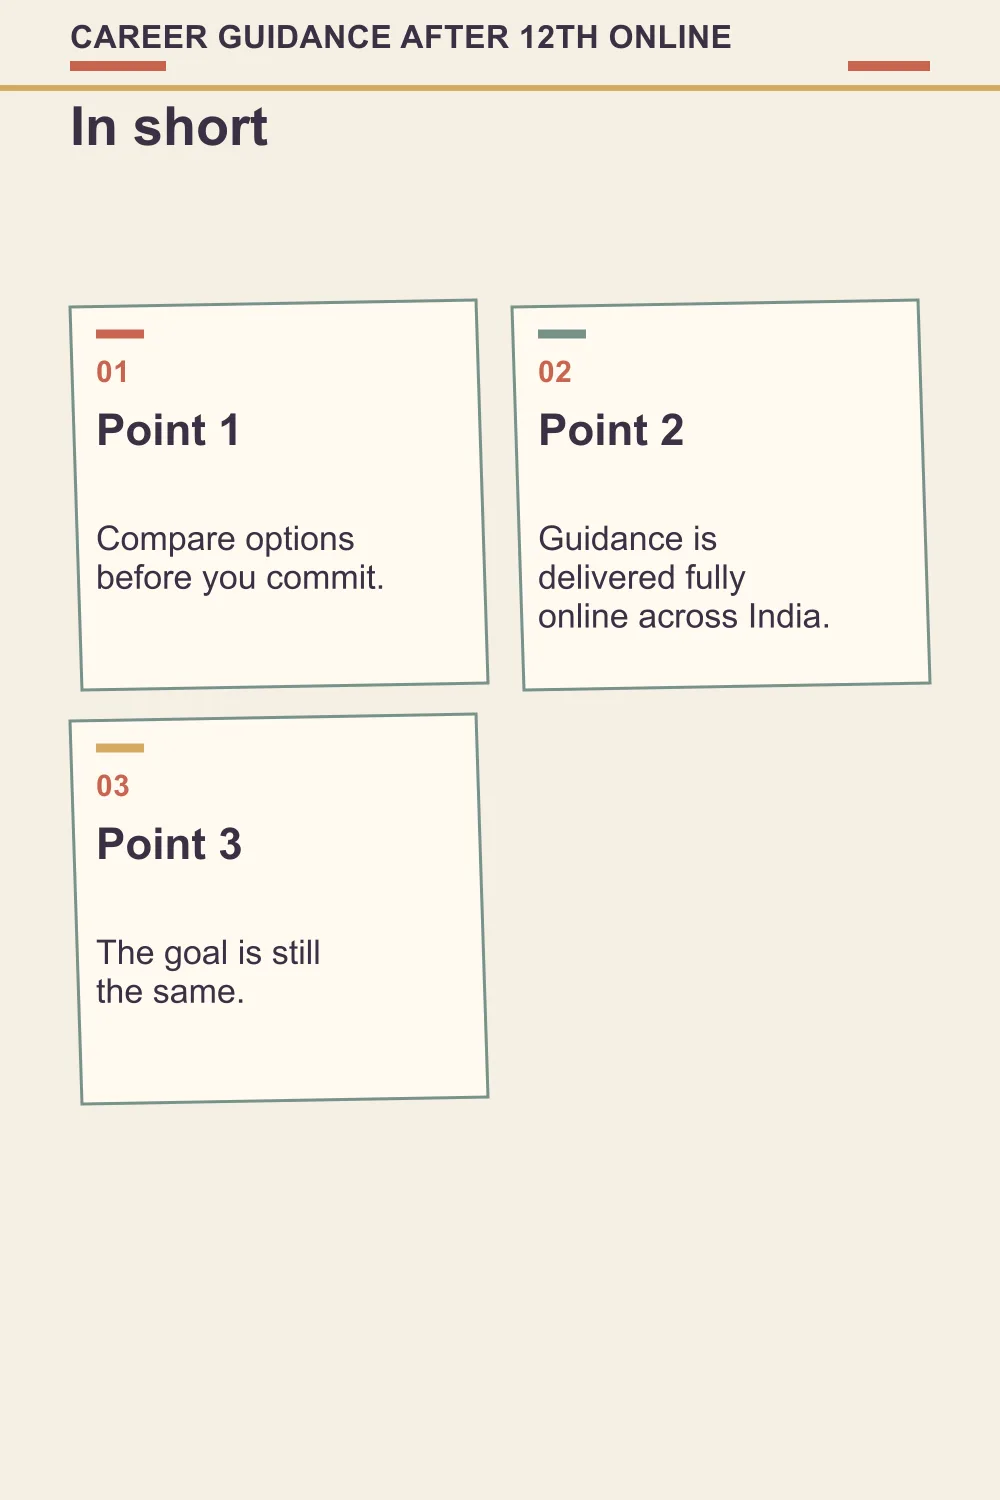 CAREER GUIDANCE AFTER 12TH ONLINE
In short
01
Point 1
Compare options
before you commit.
02
Point 2
Guidance is
delivered fully
online across India.
03
Point 3
The goal is still
the same.